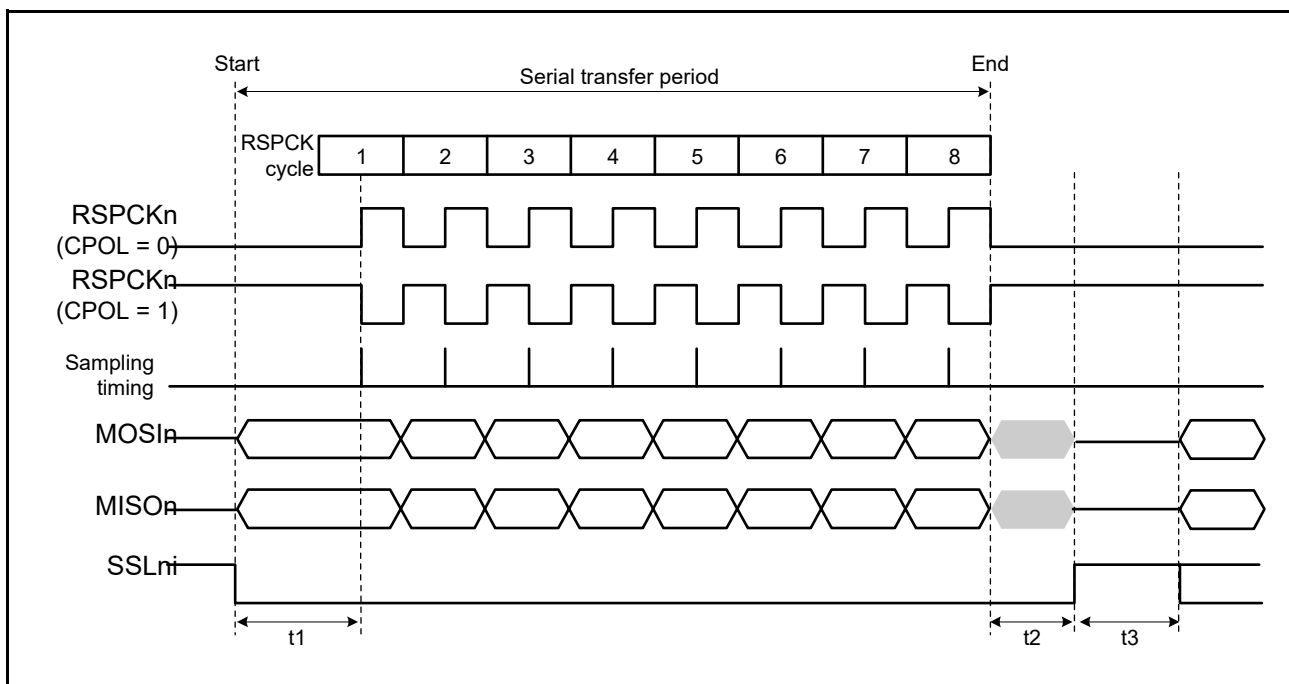 Start
End
Serial transfer period
RSPCK
cycle
1 2 3 4 5 6 7 8
RSPCKn
(CPOL = 0)
RSPCKn
(CPOL = 1)
Sampling
timing
MOSIn
MISOn
SSLni
t1
t2
t3